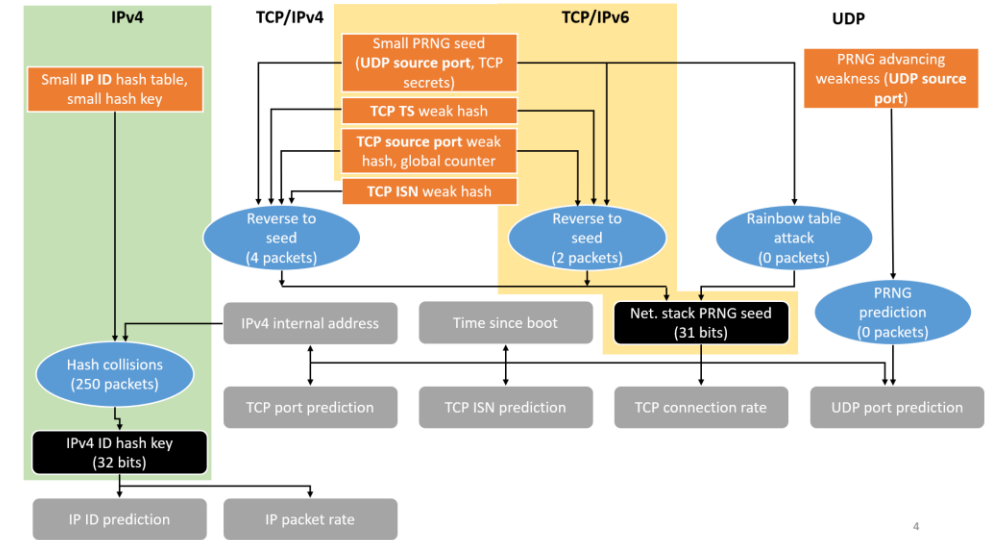 IPv4
TCP/IPv4
TCP/IPv6
UDP
Small PRNG seed
(UDP source port, TCP
secrets)
PRNG advancing
weakness (UDP source
port)
Small IP ID hash table,
small hash key
TCP TS weak hash
TCP source port weak
hash, global counter
TCP ISN weak hash
Reverse to
seed
(4 packets)
Reverse to
seed
(2 packets)
Rainbow table
attack
(0 packets)
PRNG
prediction
(0 packets)
IPv4 internal address
Time since boot
Net. stack PRNG seed
(31 bits)
Hash collisions
(250 packets)
TCP port prediction
TCP ISN prediction
TCP connection rate
UDP port prediction
IPv4 ID hash key
(32 bits)
IP ID prediction
IP packet rate
4